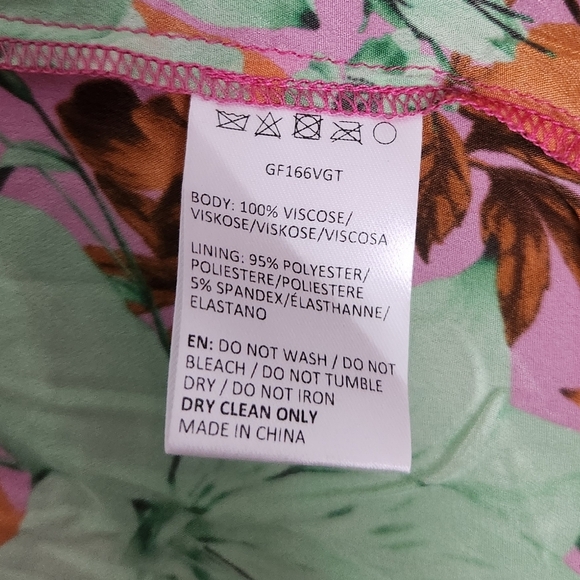 GF166VGT
BODY: 100% VISCOSE/
VISKOSE/VISKOSE/VISCOSA
LINING: 95% POLYESTER/
POLIESTERE/POLIESTERE
5% SPANDEX/ÉLASTHANNE/
ELASTANO
EN: DO NOT WASH / DO NOT
BLEACH / DO NOT TUMBLE
DRY / DO NOT IRON
DRY CLEAN ONLY
MADE IN CHINA